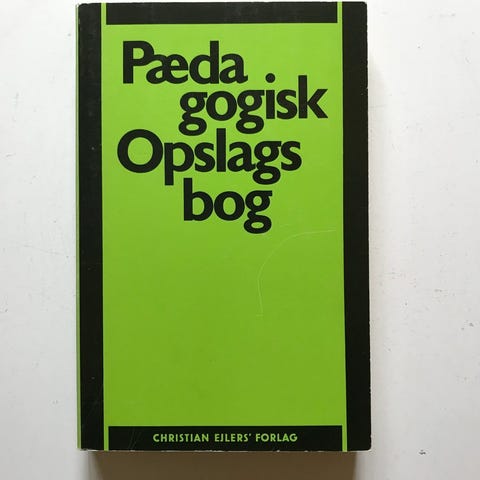 Pæda
gogisk
Opslags
bog
CHRISTIAN EJLERS' FORLAG